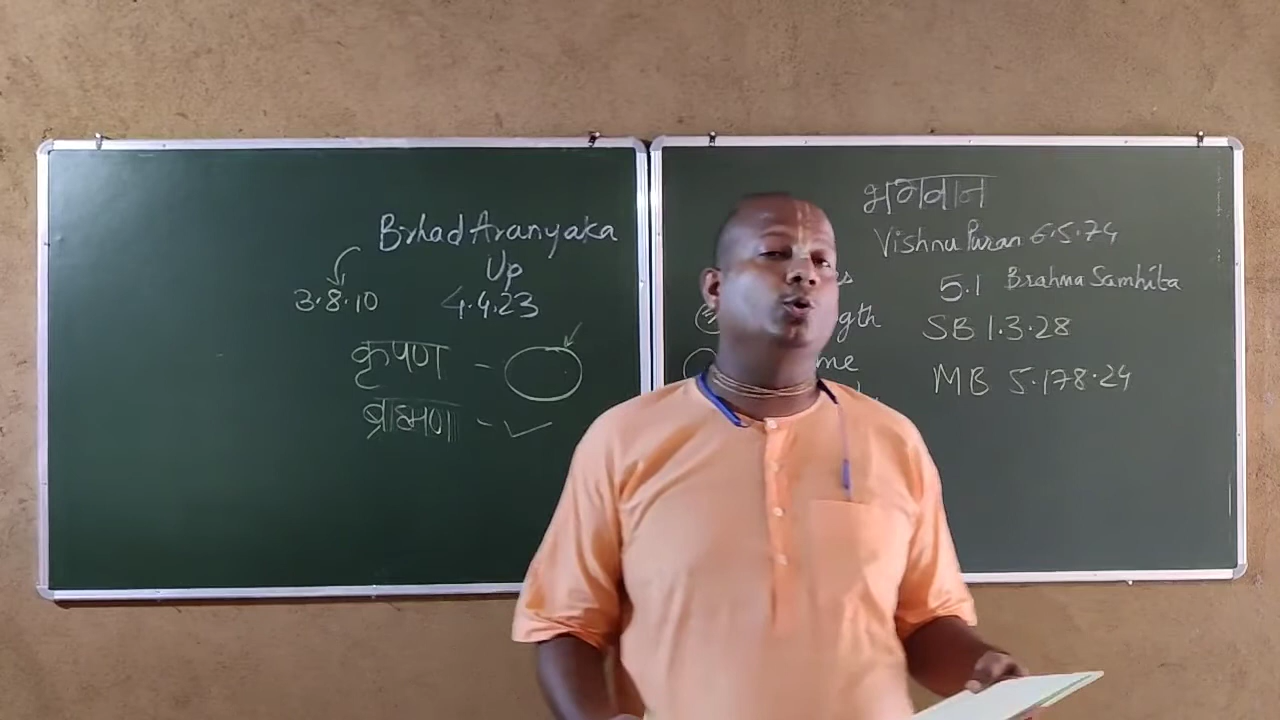 Brhad Aranyaka
Up
3.8.10 4.4.23
कृपण -
ब्राह्मण - ✓
भगवान
Vishnu Puran 6.5.74
5.1 Brahma Samhita
SB 1.3.28
MB 5.178.24